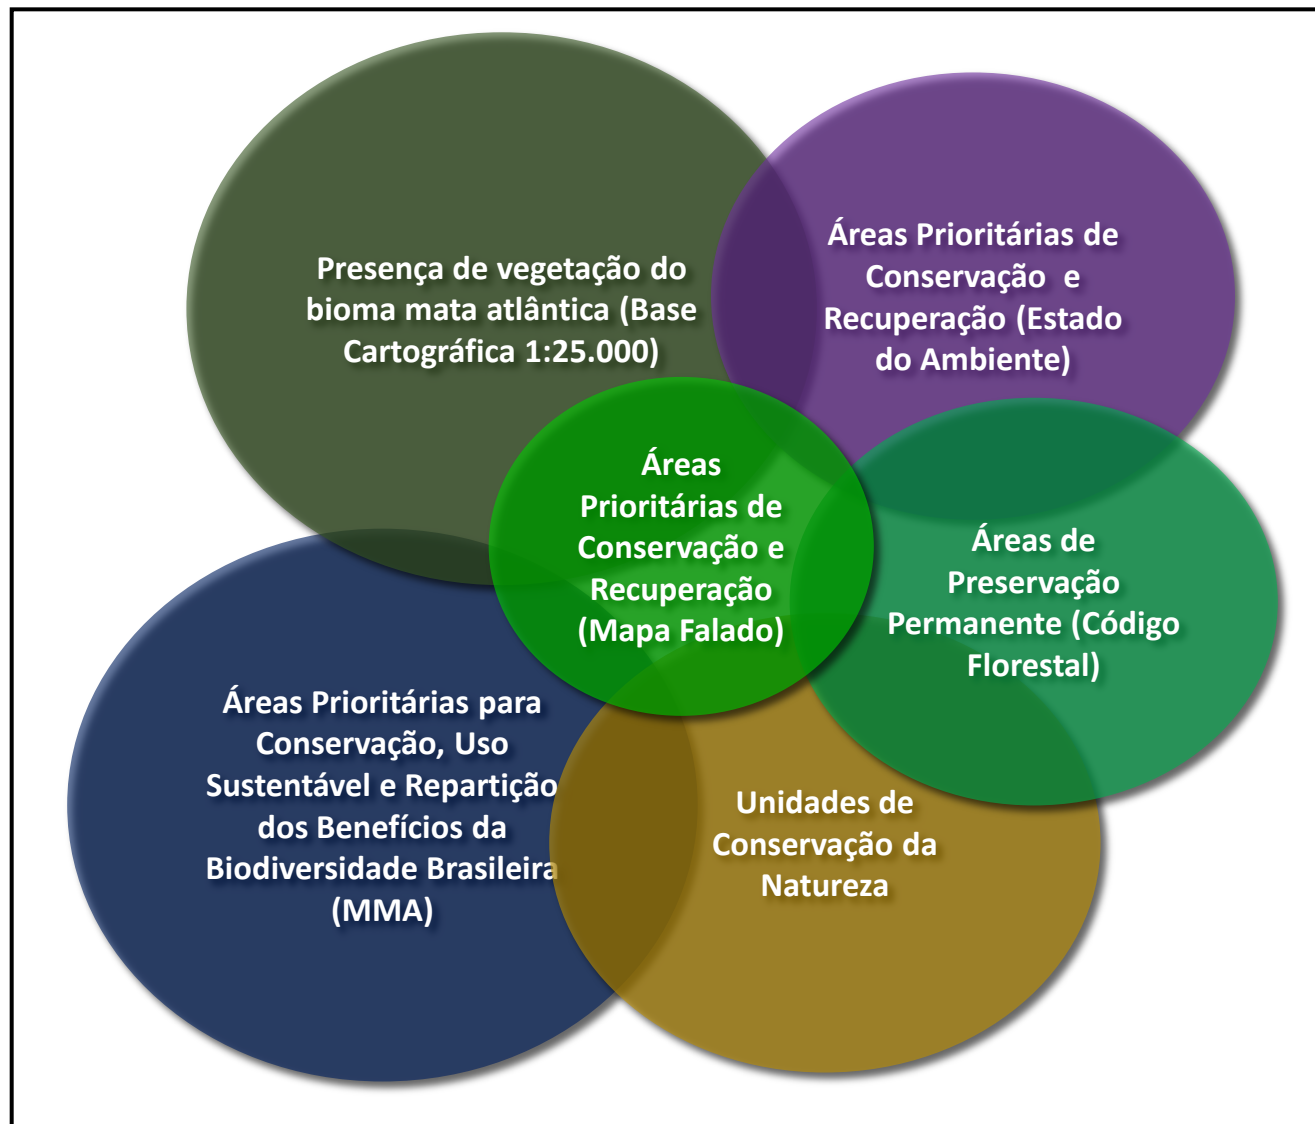 Presença de vegetação do
bioma mata atlântica (Base
Cartográfica 1:25.000)
Áreas Prioritárias de
Conservação e
Recuperação (Estado
do Ambiente)
Áreas
Prioritárias de
Conservação e
Recuperação
(Mapa Falado)
Áreas de
Preservação
Permanente (Código
Florestal)
Áreas Prioritárias para
Conservação, Uso
Sustentável e Repartição
dos Benefícios da
Biodiversidade Brasileira
(MMA)
Unidades de
Conservação da
Natureza